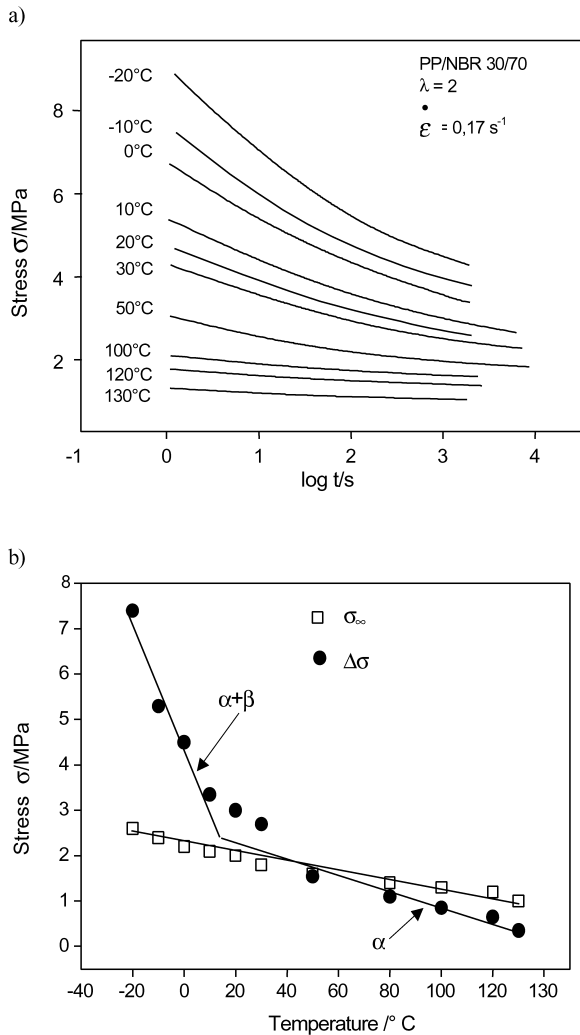 a)
PP/NBR 30/70
λ = 2
•
ε = 0,17 s⁻¹
-20°C
-10°C
0°C
10°C
20°C
30°C
50°C
100°C
120°C
130°C
8
6
4
2
Stress σ/MPa
-1 0 1 2 3 4
log t/s
b)
8
7
6
5
4
3
2
1
0
Stress σ/MPa
σ∞
Δσ
α+β
α
-40 -20 0 20 40 60 80 100 120 130
Temperature /° C